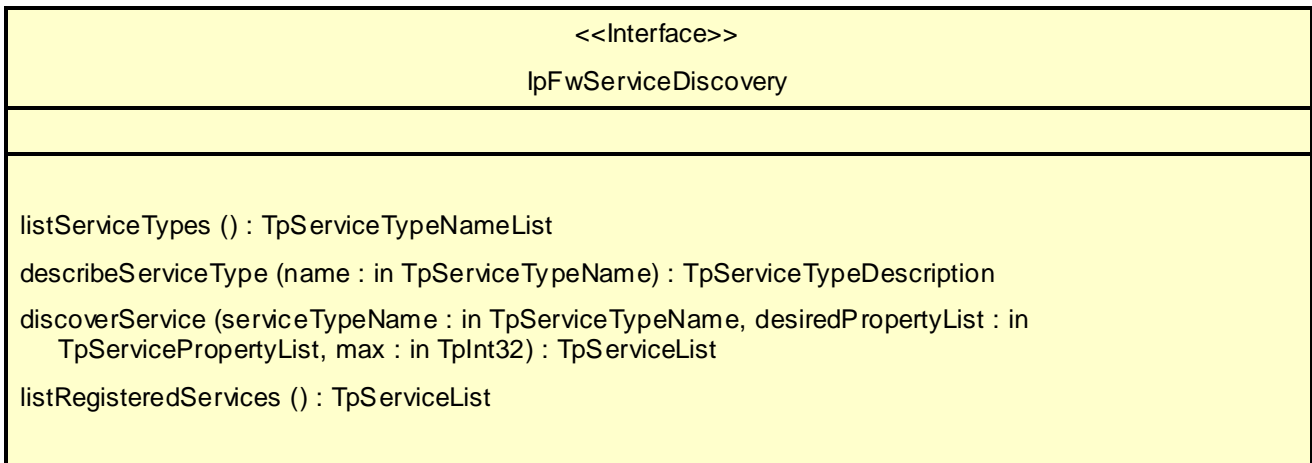 <<Interface>>
IpFwServiceDiscovery
listServiceTypes () : TpServiceTypeNameList
describeServiceType (name : in TpServiceTypeName) : TpServiceTypeDescription
discoverService (serviceTypeName : in TpServiceTypeName, desiredPropertyList : in
TpServicePropertyList, max : in TpInt32) : TpServiceList
listRegisteredServices () : TpServiceList